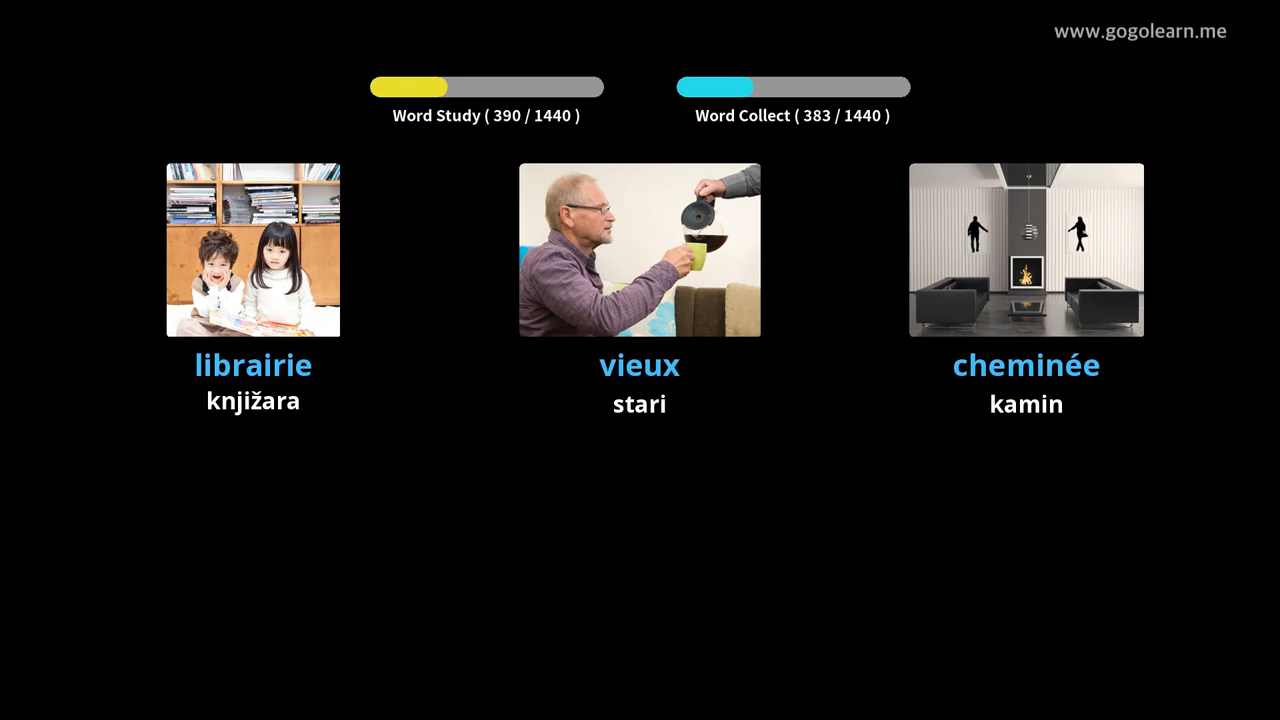 www.gogolearn.me
Word Study ( 390 / 1440 )
Word Collect ( 383 / 1440 )
librairie
knjižara
vieux
stari
cheminée
kamin